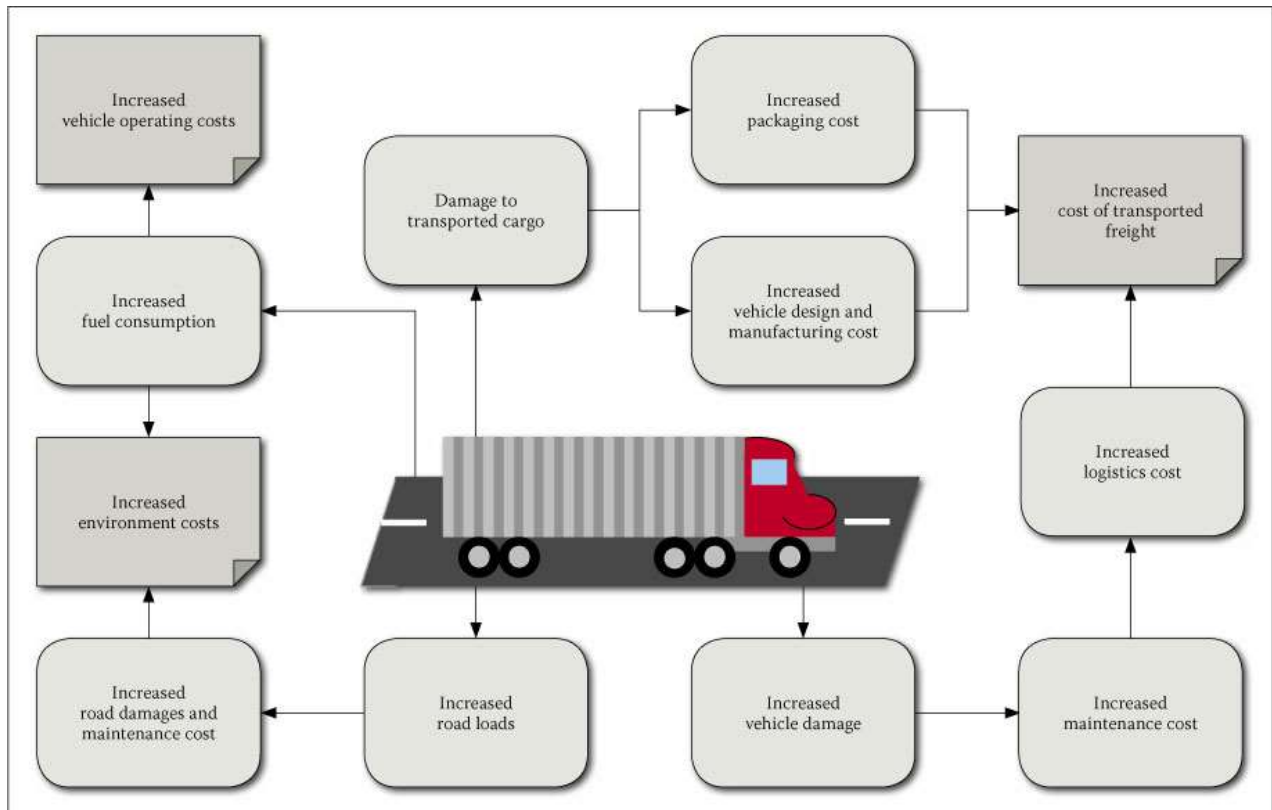 Increased
vehicle operating costs
Increased
packaging cost
Damage to
transported cargo
Increased
cost of transported
freight
Increased
fuel consumption
Increased
vehicle design and
manufacturing cost
Increased
environment costs
Increased
logistics cost
Increased
road damages and
maintenance cost
Increased
road loads
Increased
vehicle damage
Increased
maintenance cost